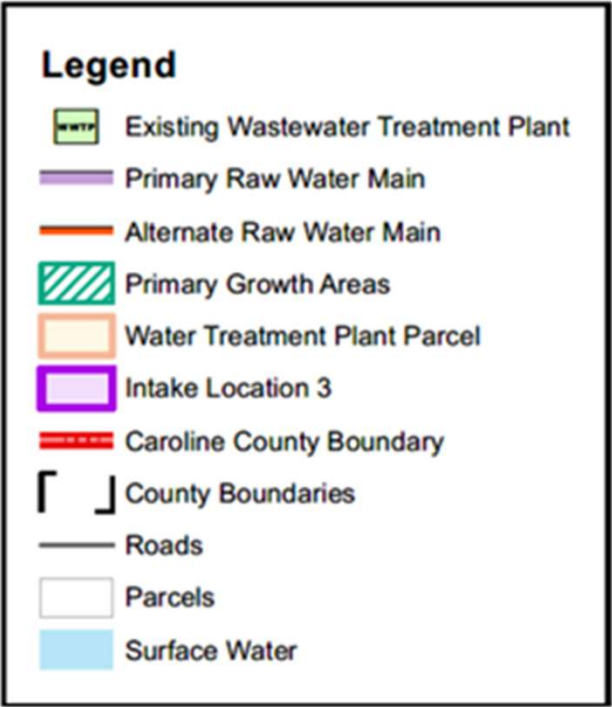 Legend
WWTP Existing Wastewater Treatment Plant
Primary Raw Water Main
Alternate Raw Water Main
Primary Growth Areas
Water Treatment Plant Parcel
Intake Location 3
Caroline County Boundary
County Boundaries
Roads
Parcels
Surface Water